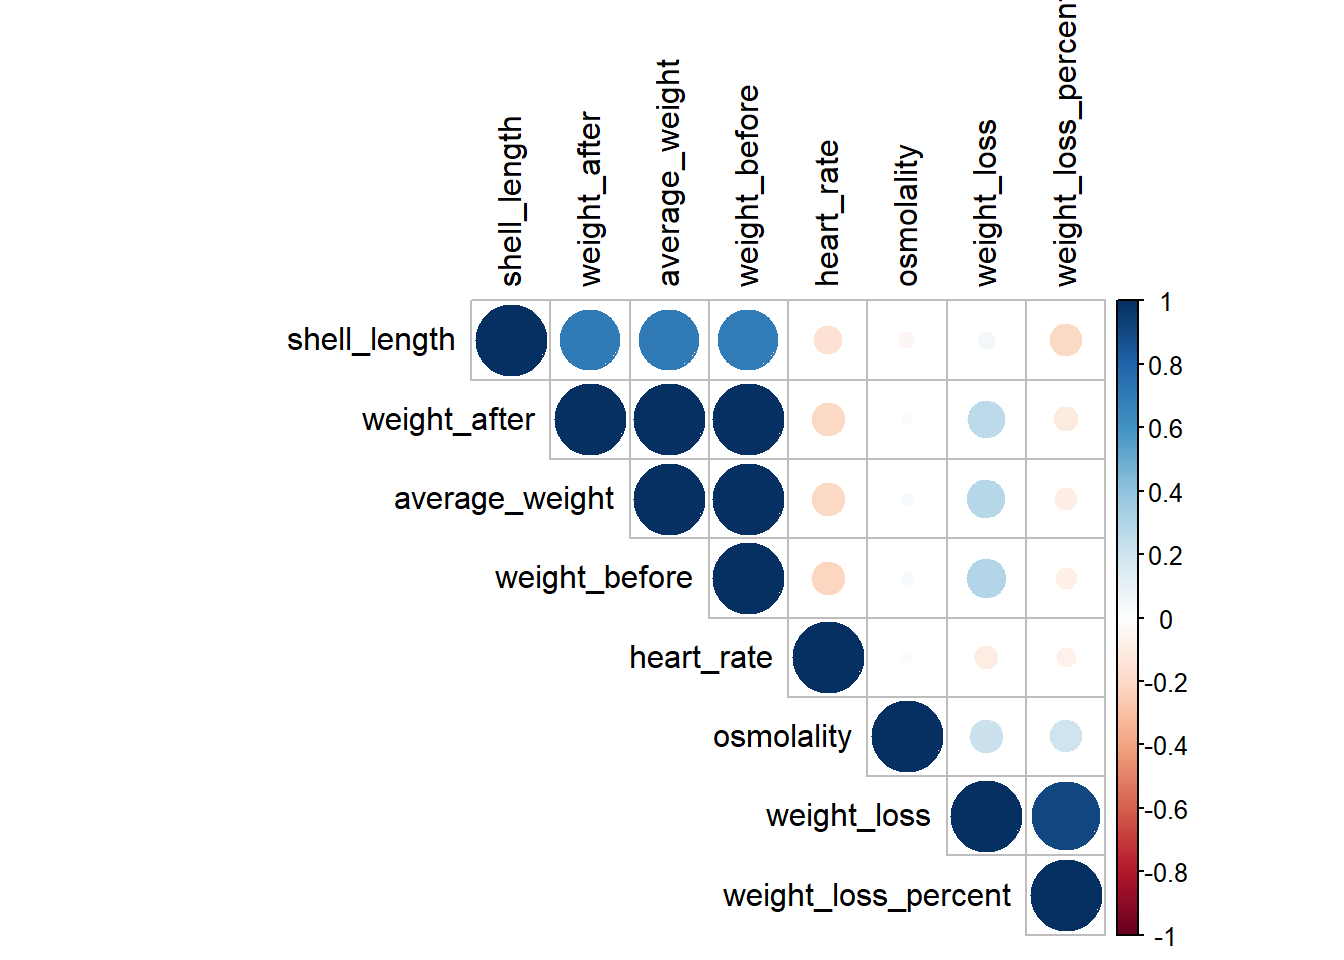 shell_length
weight_after
average_weight
weight_before
heart_rate
osmolality
weight_loss
weight_loss_percent
shell_length
weight_after
average_weight
weight_before
heart_rate
osmolality
weight_loss
weight_loss_percent
1
0.8
0.6
0.4
0.2
0
-0.2
-0.4
-0.6
-0.8
-1